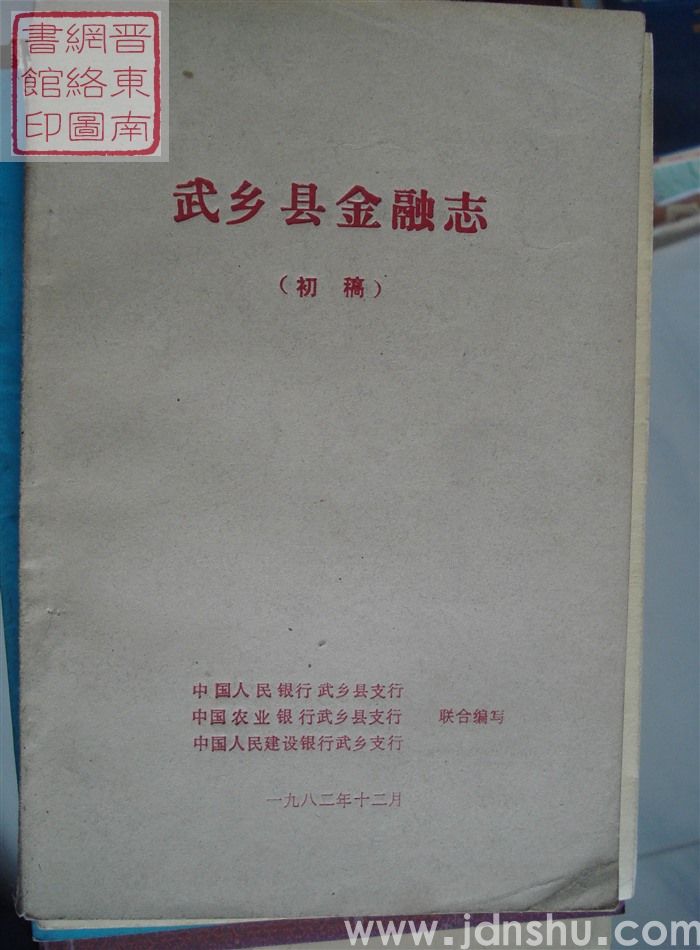 晋東南
網絡圖
書館印
武乡县金融志
（初 稿）
中国人民银行武乡县支行
中国农业银行武乡县支行 联合编写
中国人民建设银行武乡支行
一九八二年十二月
www.jdnshu.com